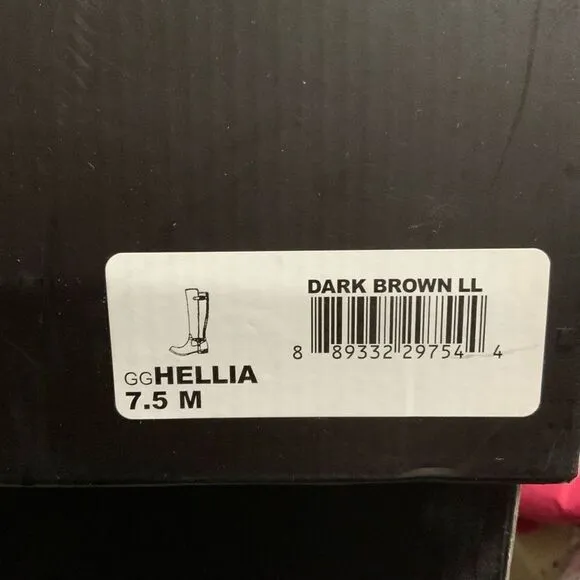 DARK BROWN LL
8 89332 29754 4
GGHELLIA
7.5 M